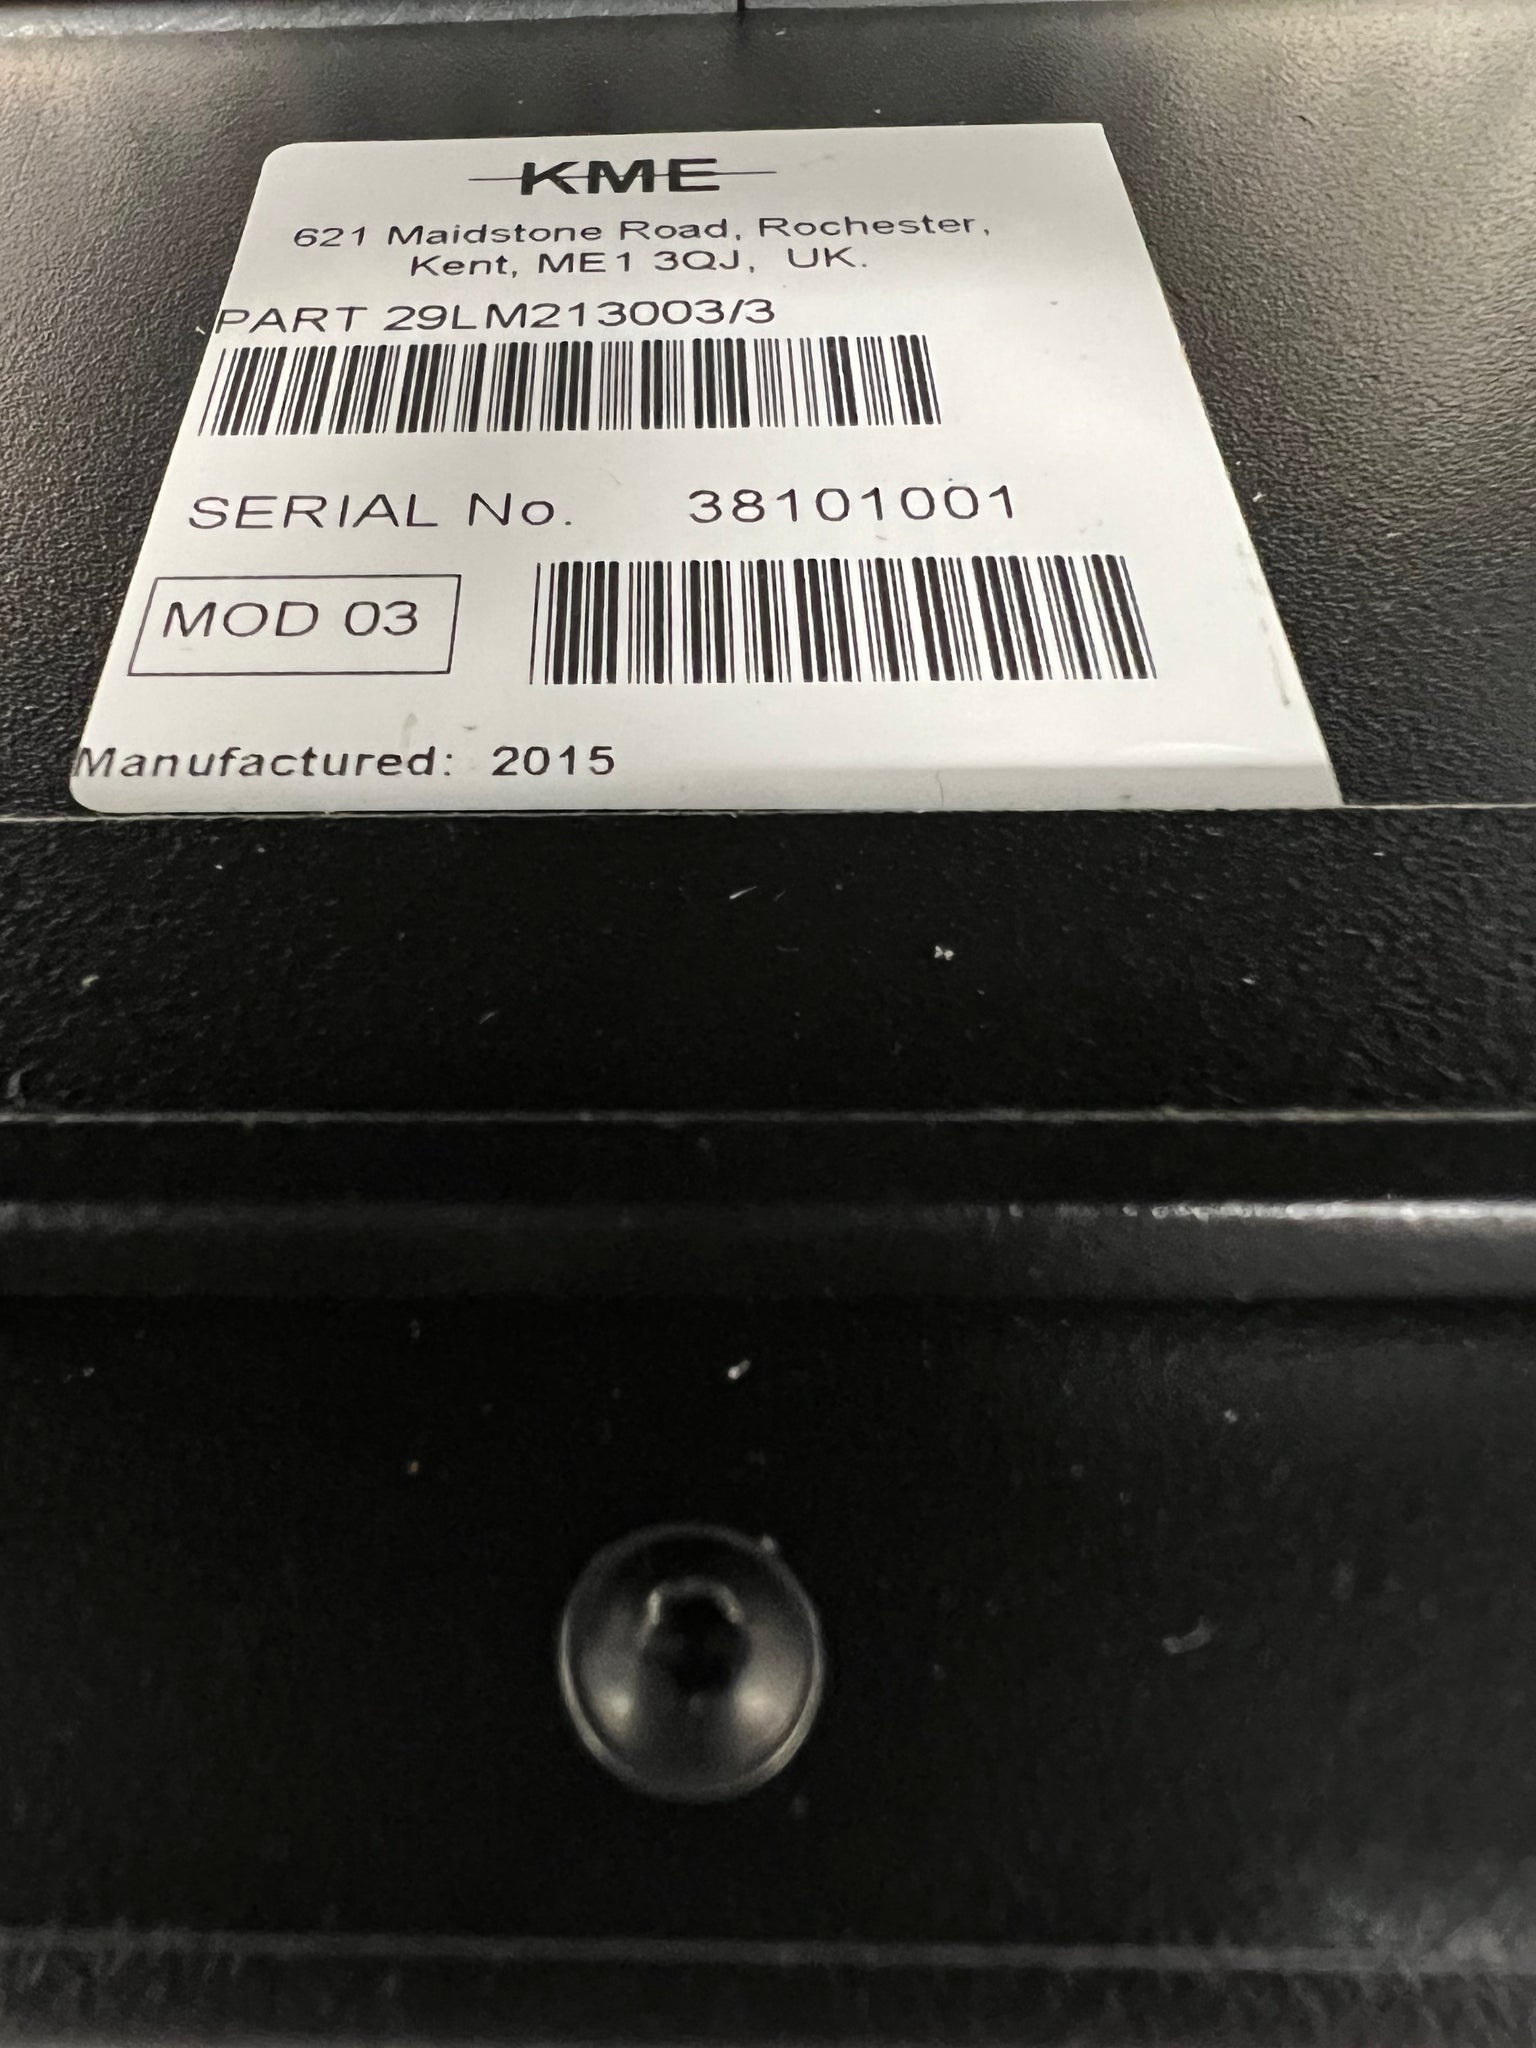 KME
621 Maidstone Road, Rochester,
Kent, ME1 3QJ, UK.
PART 29LM213003/3
SERIAL No. 38101001
MOD 03
Manufactured: 2015